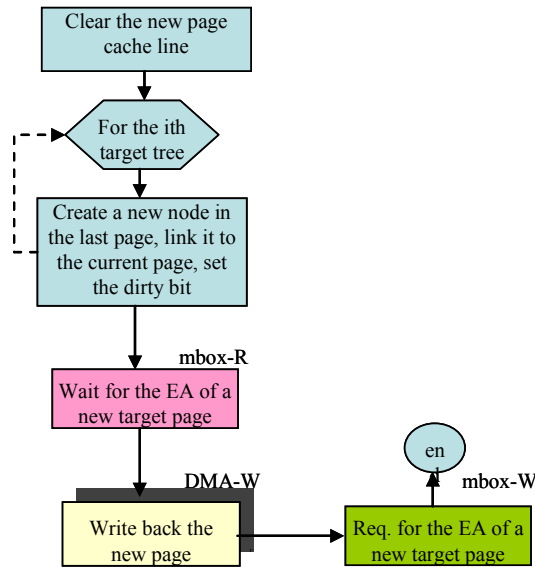 Clear the new page
cache line
For the ith
target tree
Create a new node in
the last page, link it to
the current page, set
the dirty bit
mbox-R
Wait for the EA of a
new target page
DMA-W
Write back the
new page
en
mbox-W
Req. for the EA of a
new target page